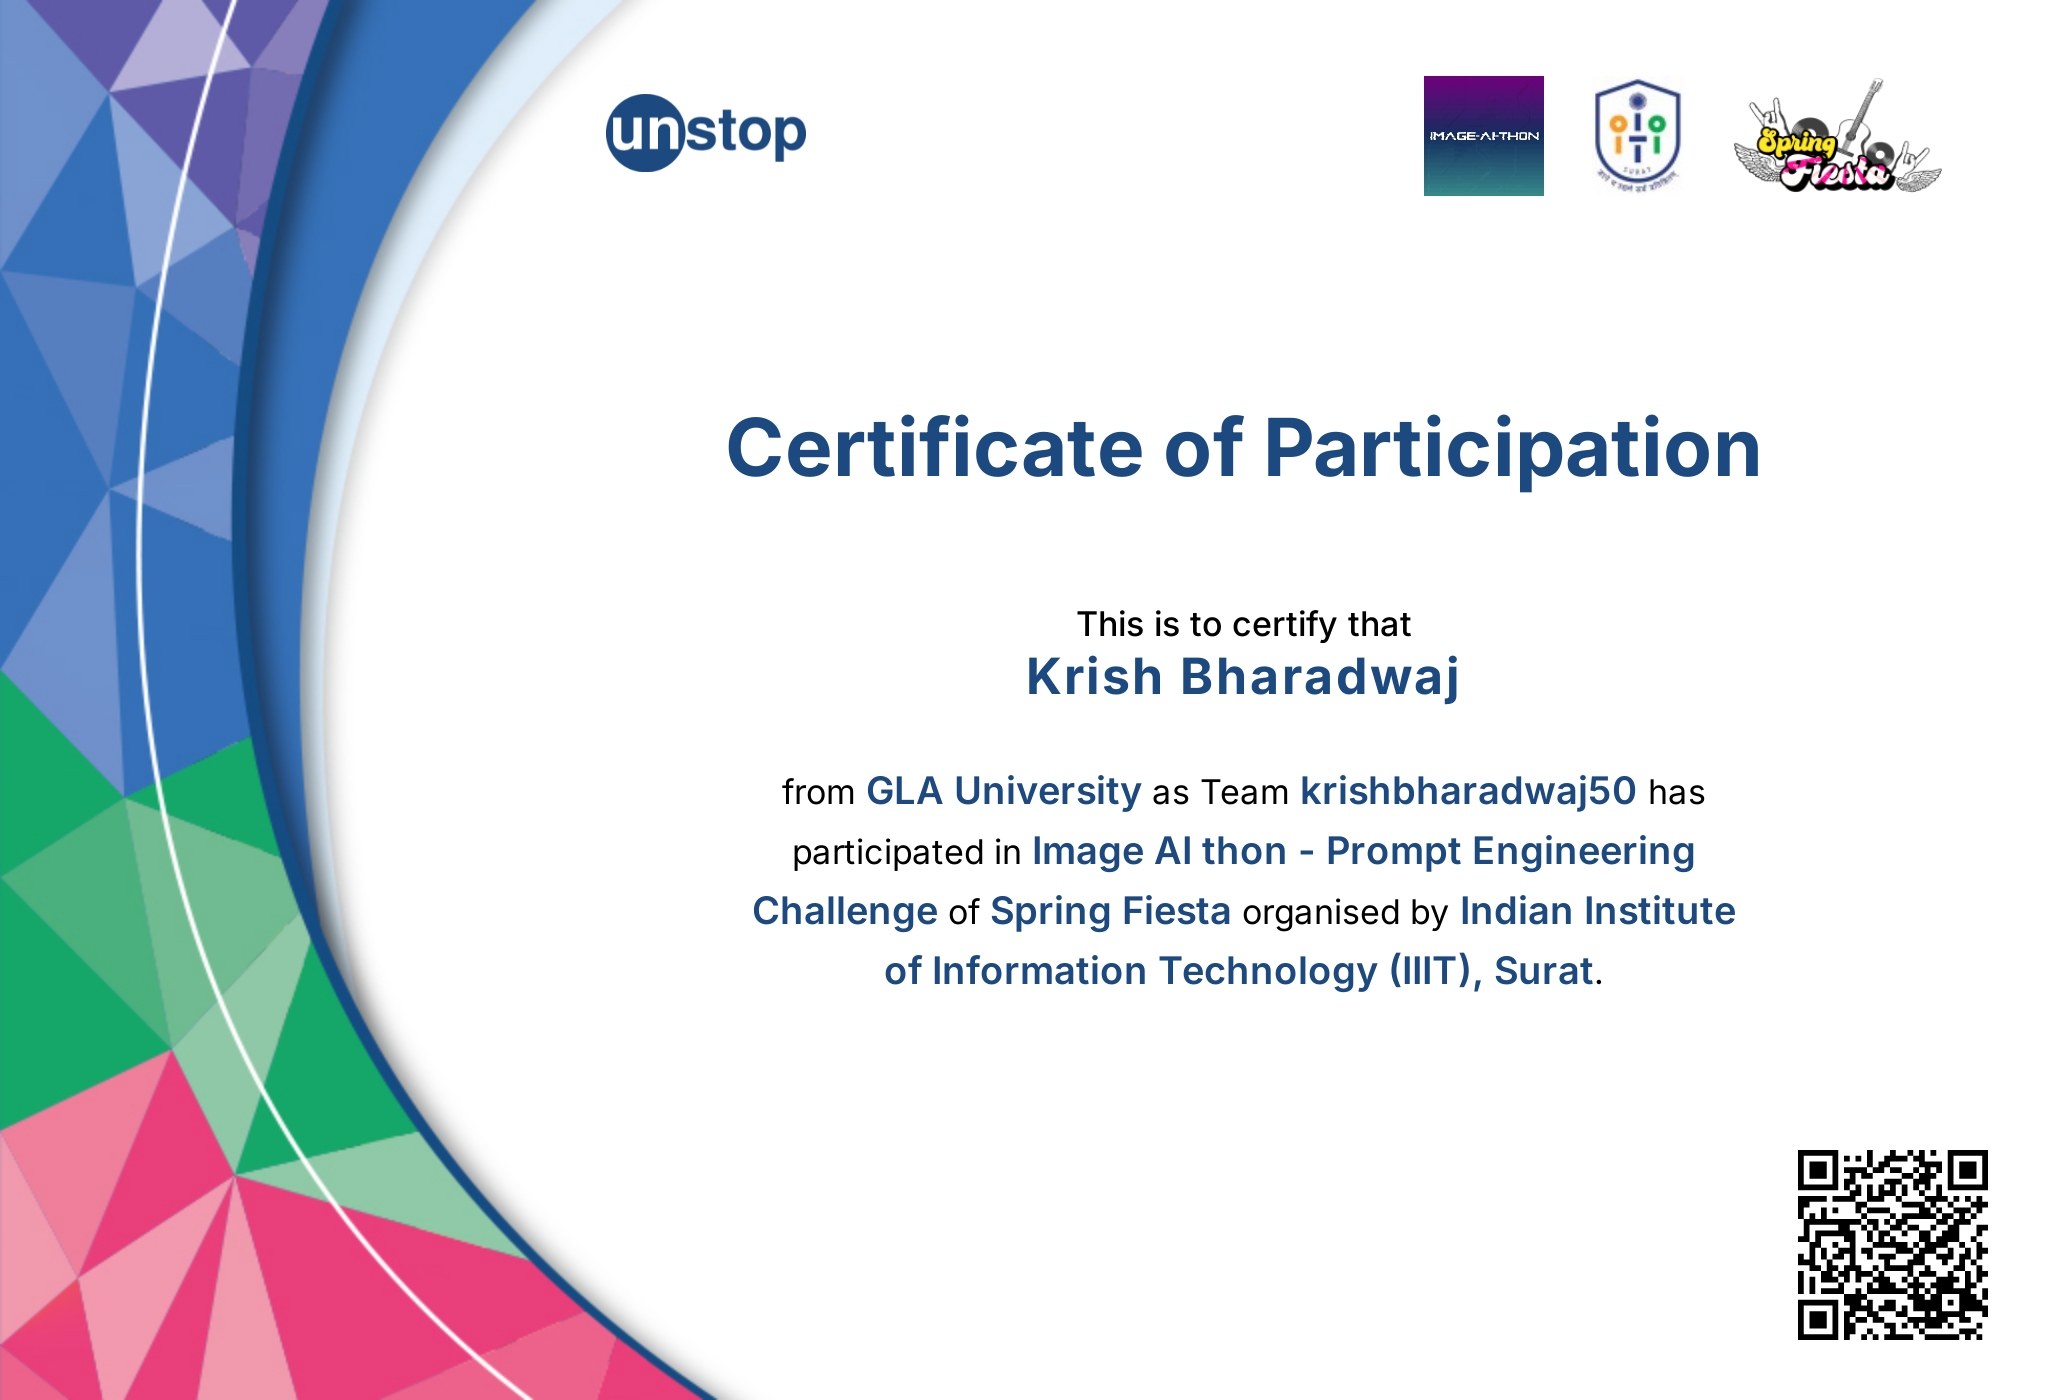 unstop
IMAGE-AI-THON
SURAT
Spring
Fiesta
Certificate of Participation
This is to certify that
Krish Bharadwaj
from GLA University as Team krishbharadwaj50 has
participated in Image AI thon - Prompt Engineering
Challenge of Spring Fiesta organised by Indian Institute
of Information Technology (IIIT), Surat.